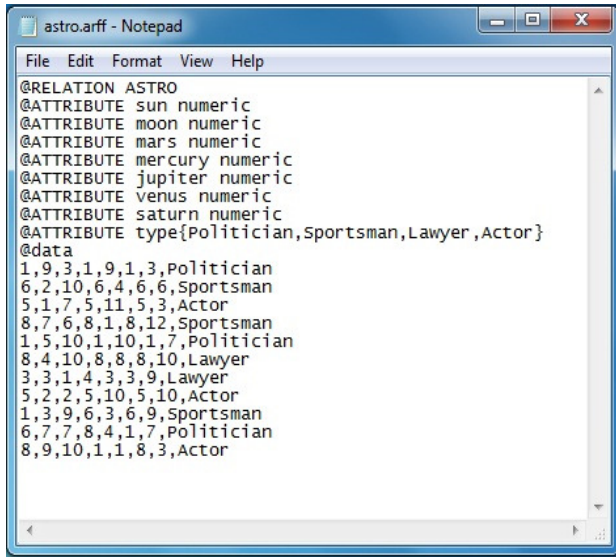 astro.arff - Notepad
File Edit Format View Help
@RELATION ASTRO
@ATTRIBUTE sun numeric
@ATTRIBUTE moon numeric
@ATTRIBUTE mars numeric
@ATTRIBUTE mercury numeric
@ATTRIBUTE jupiter numeric
@ATTRIBUTE venus numeric
@ATTRIBUTE saturn numeric
@ATTRIBUTE type{Politician,Sportsman,Lawyer,Actor}
@data
1,9,3,1,9,1,3,Politician
6,2,10,6,4,6,6,Sportsman
5,1,7,5,11,5,3,Actor
8,7,6,8,1,8,12,Sportsman
1,5,10,1,10,1,7,Politician
8,4,10,8,8,8,10,Lawyer
3,3,1,4,3,3,9,Lawyer
5,2,2,5,10,5,10,Actor
1,3,9,6,3,6,9,Sportsman
6,7,7,8,4,1,7,Politician
8,9,10,1,1,8,3,Actor